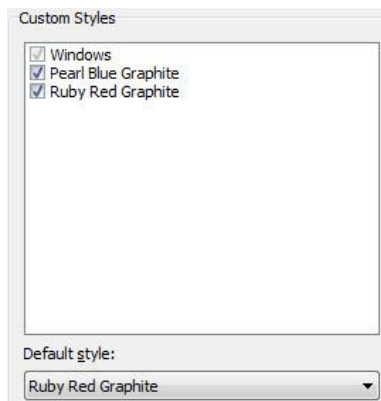 Custom Styles
Windows
Pearl Blue Graphite
Ruby Red Graphite
Default style:
Ruby Red Graphite